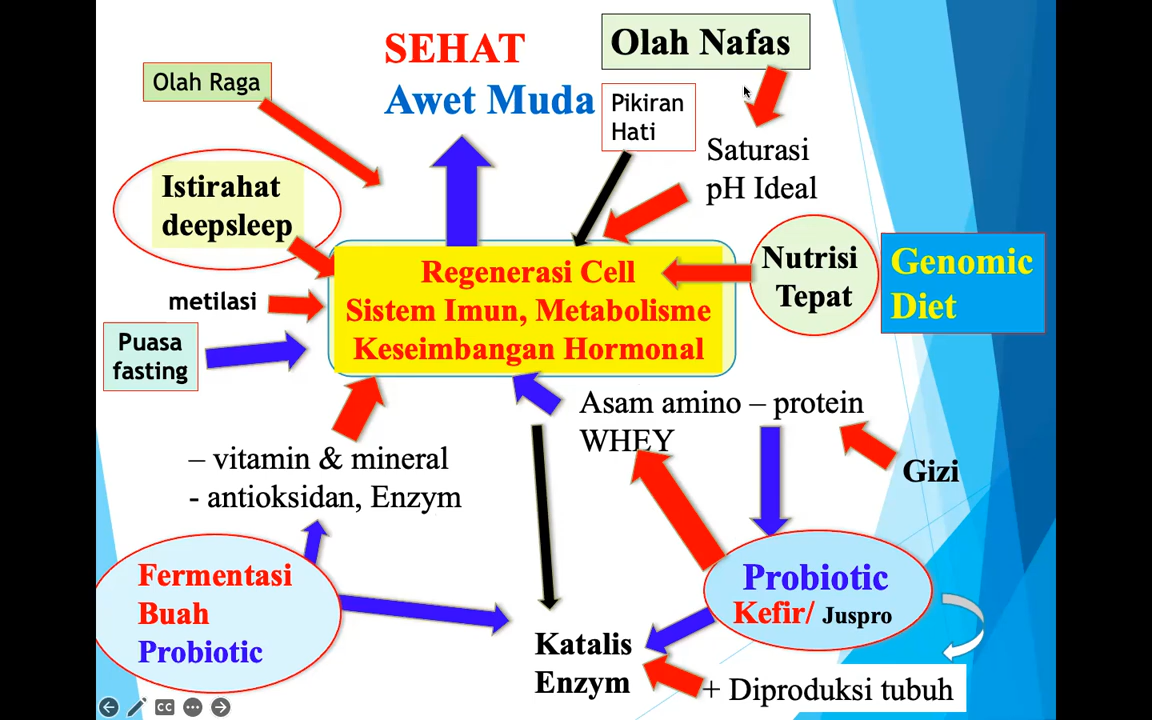 SEHAT
Awet Muda
Olah Nafas
Olah Raga
Pikiran
Hati
Saturasi
pH Ideal
Istirahat
deepsleep
Nutrisi
Tepat
Genomic
Diet
Regenerasi Cell
Sistem Imun, Metabolisme
Keseimbangan Hormonal
metilasi
Puasa
fasting
Asam amino – protein
WHEY
Gizi
– vitamin & mineral
- antioksidan, Enzym
Fermentasi
Buah
Probiotic
Probiotic
Kefir/ Juspro
Katalis
Enzym
+ Diproduksi tubuh
CC